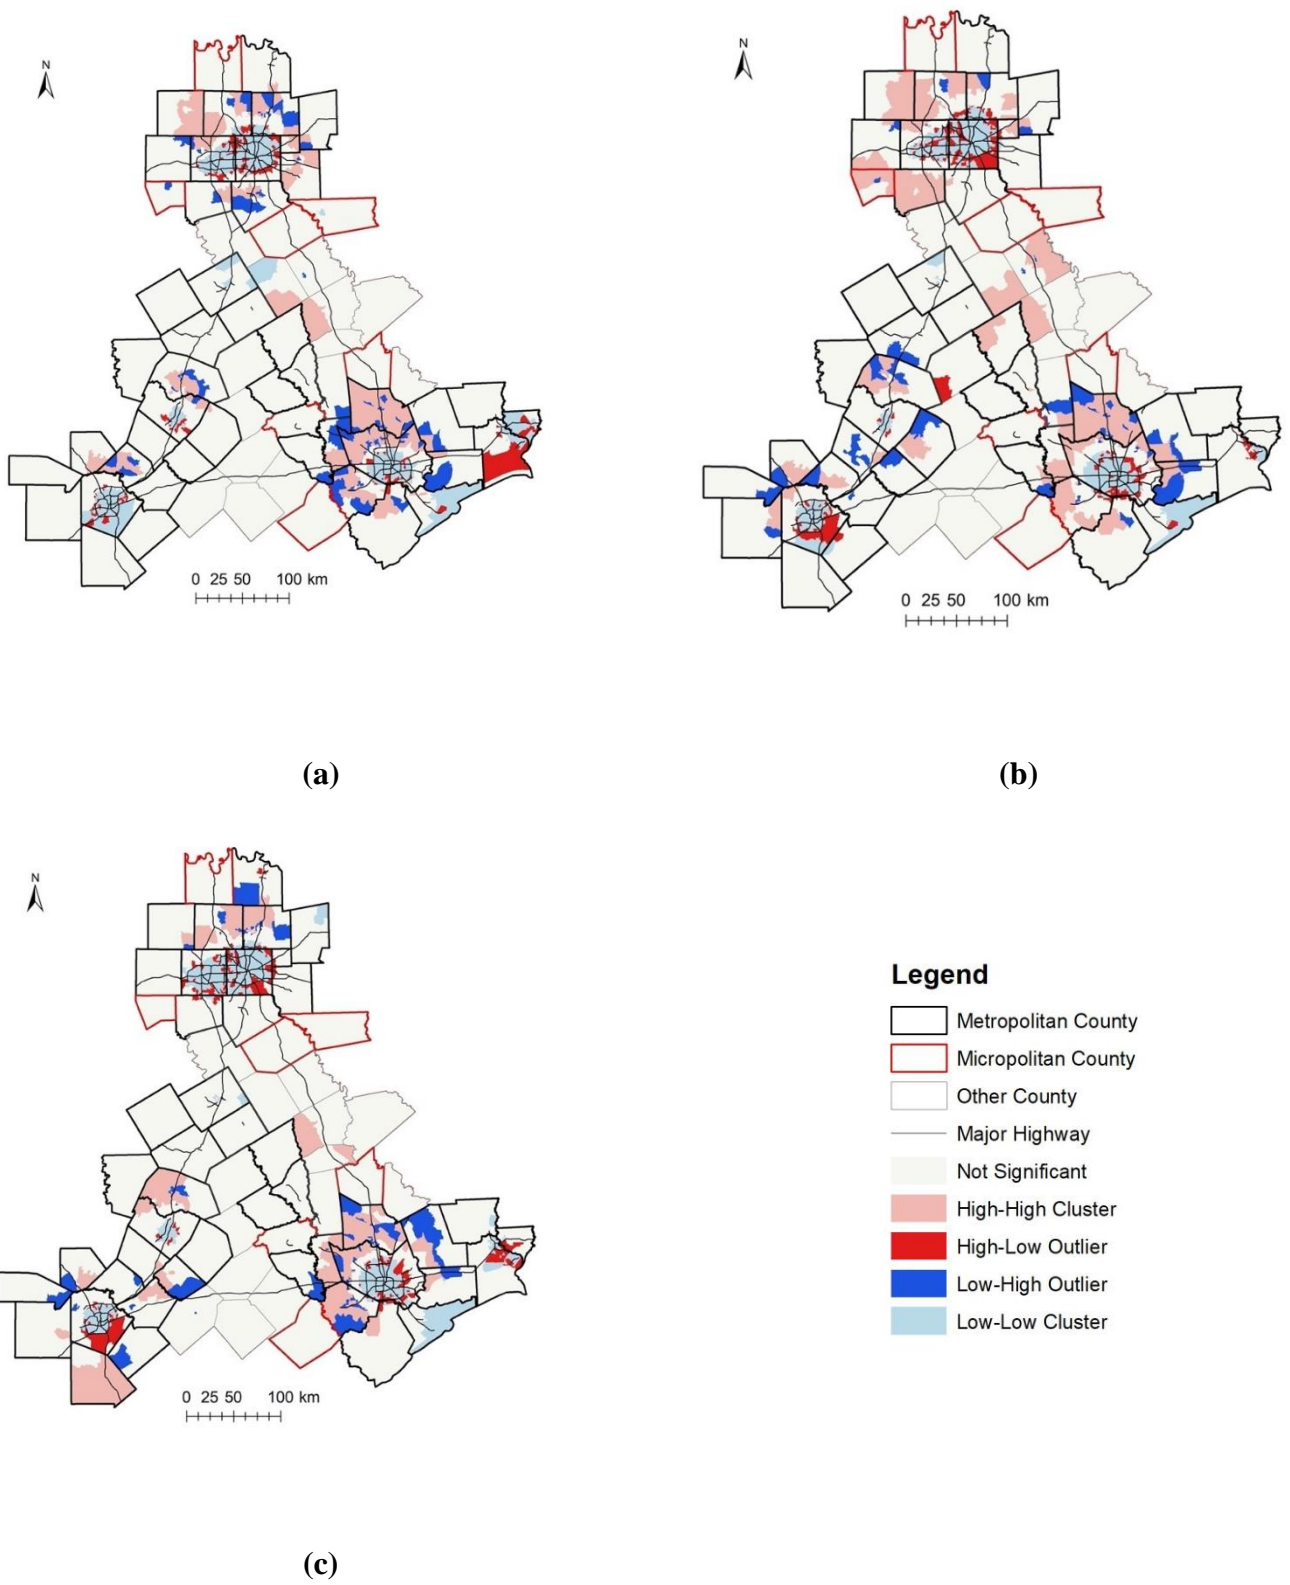 N
0 25 50 100 km
(a)
N
0 25 50 100 km
(b)
N
0 25 50 100 km
(c)
Legend
Metropolitan County
Micropolitan County
Other County
Major Highway
Not Significant
High-High Cluster
High-Low Outlier
Low-High Outlier
Low-Low Cluster